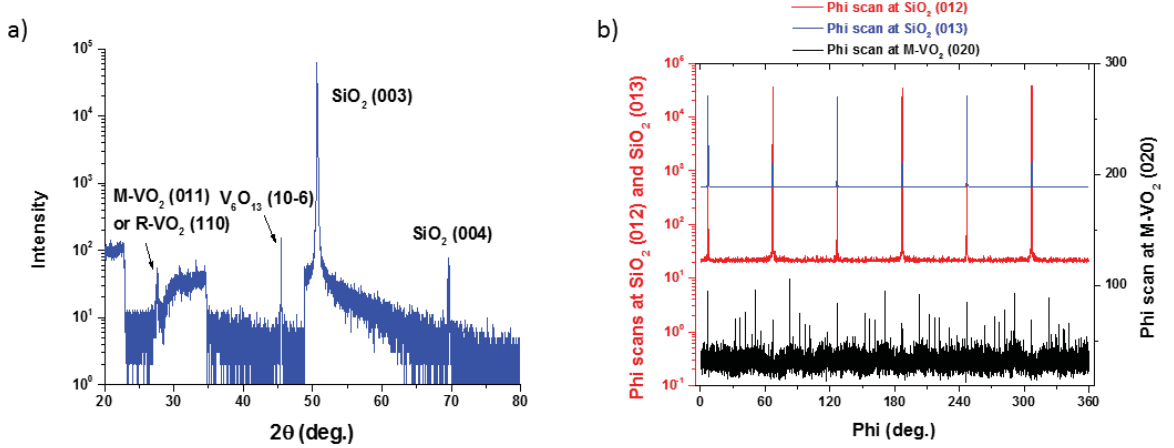 a)
10⁵
10⁴
10³
10²
10¹
10⁰
Intensity
SiO₂ (003)
M-VO₂ (011)
or R-VO₂ (110)
V₆O₁₃ (10-6)
SiO₂ (004)
20 30 40 50 60 70 80
2θ (deg.)
b)
Phi scan at SiO₂ (012)
Phi scan at SiO₂ (013)
Phi scan at M-VO₂ (020)
Phi scans at SiO₂ (012) and SiO₂ (013)
10⁵
10⁴
10³
10²
10¹
10⁰
10⁻¹
300
200
100
Phi scan at M-VO₂ (020)
0 60 120 180 240 300 360
Phi (deg.)